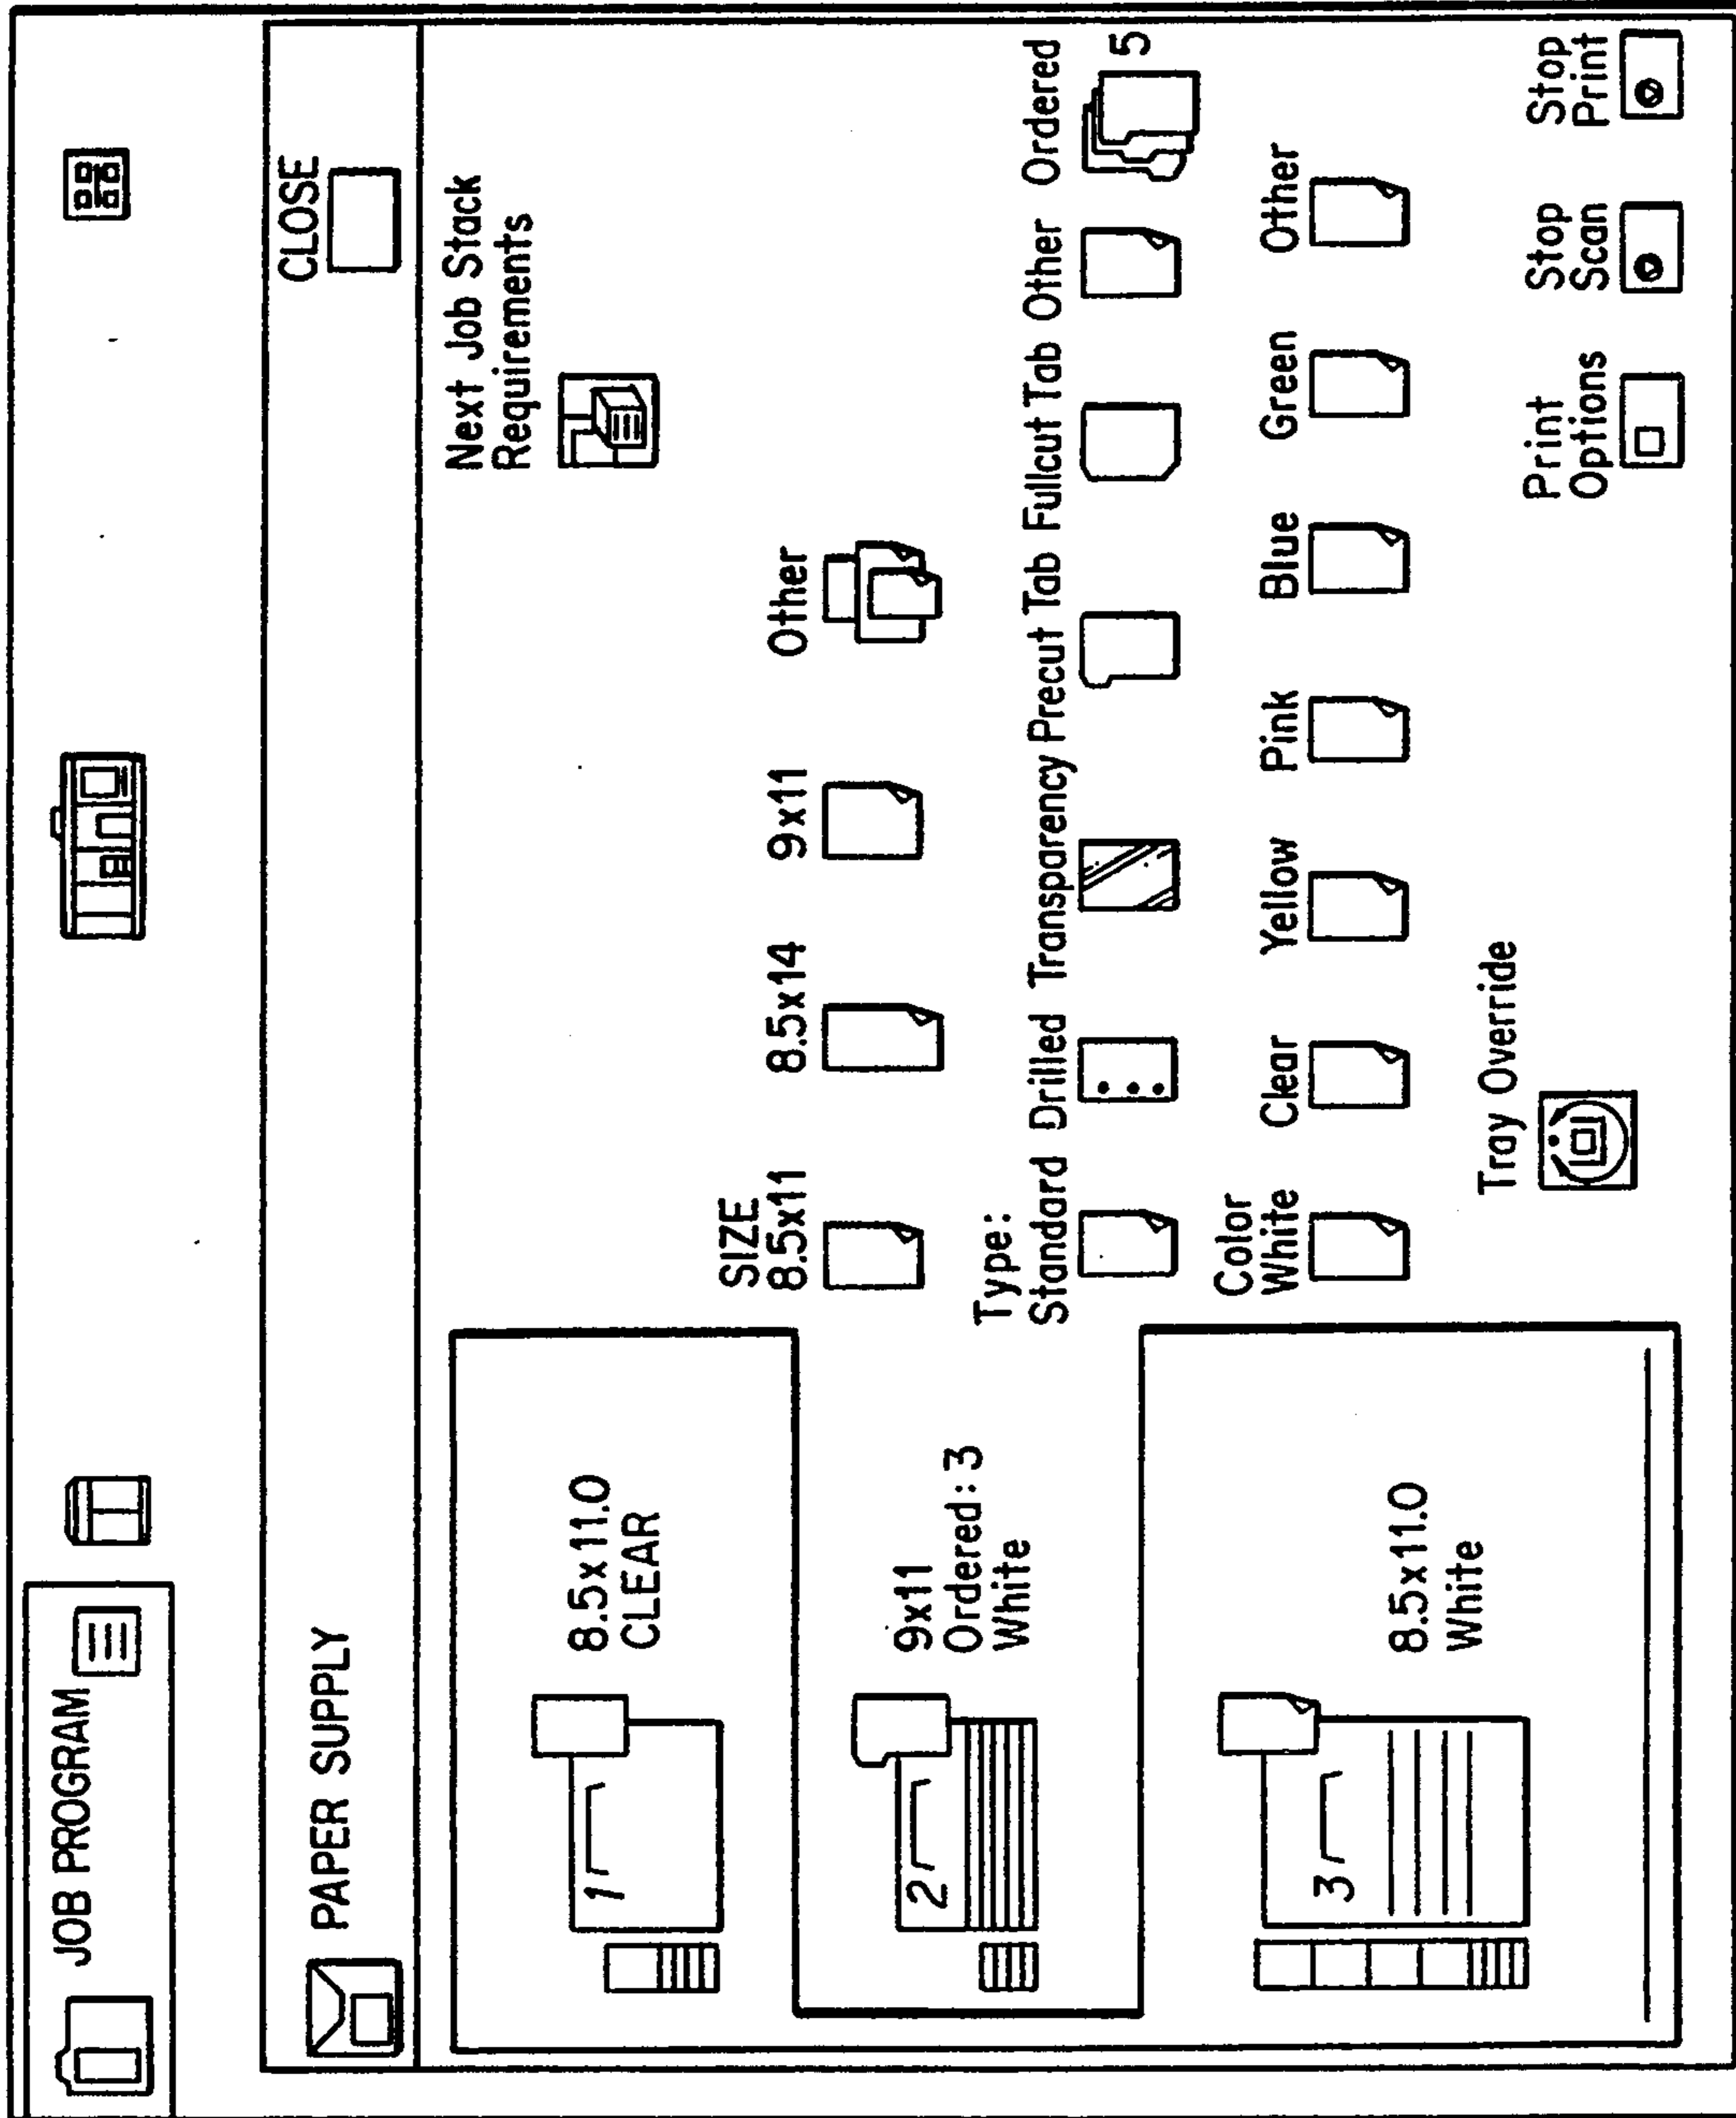 JOB PROGRAM
PAPER SUPPLY
CLOSE
Next Job Stack
Requirements
1
8.5x11.0
CLEAR
2
9x11
Ordered: 3
White
3
8.5x11.0
White
SIZE
8.5x11 8.5x14 9x11 Other
Type:
Standard Drilled Transparency Precut Tab Fullcut Tab Other Ordered
5
Color
White Clear Yellow Pink Blue Green Other
Tray Override
Print
Options
Stop
Scan
Stop
Print